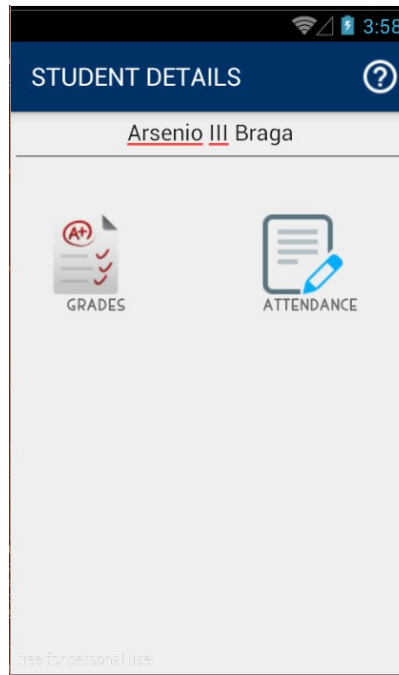 3:58
STUDENT DETAILS
Arsenio III Braga
A+
GRADES
ATTENDANCE
free for personal use